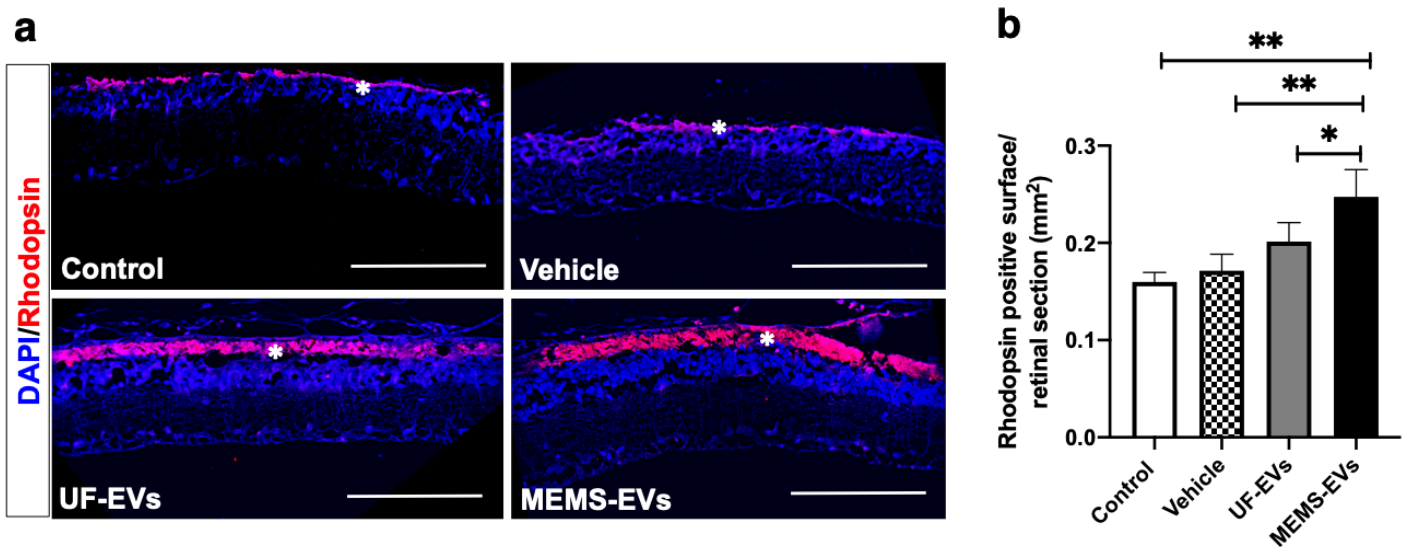 a
DAPI/Rhodopsin
*
Control
*
Vehicle
*
UF-EVs
*
MEMS-EVs
b
**
**
*
Rhodopsin positive surface/
retinal section (mm²)
0.3
0.2
0.1
0.0
Control
Vehicle
UF-EVs
MEMS-EVs